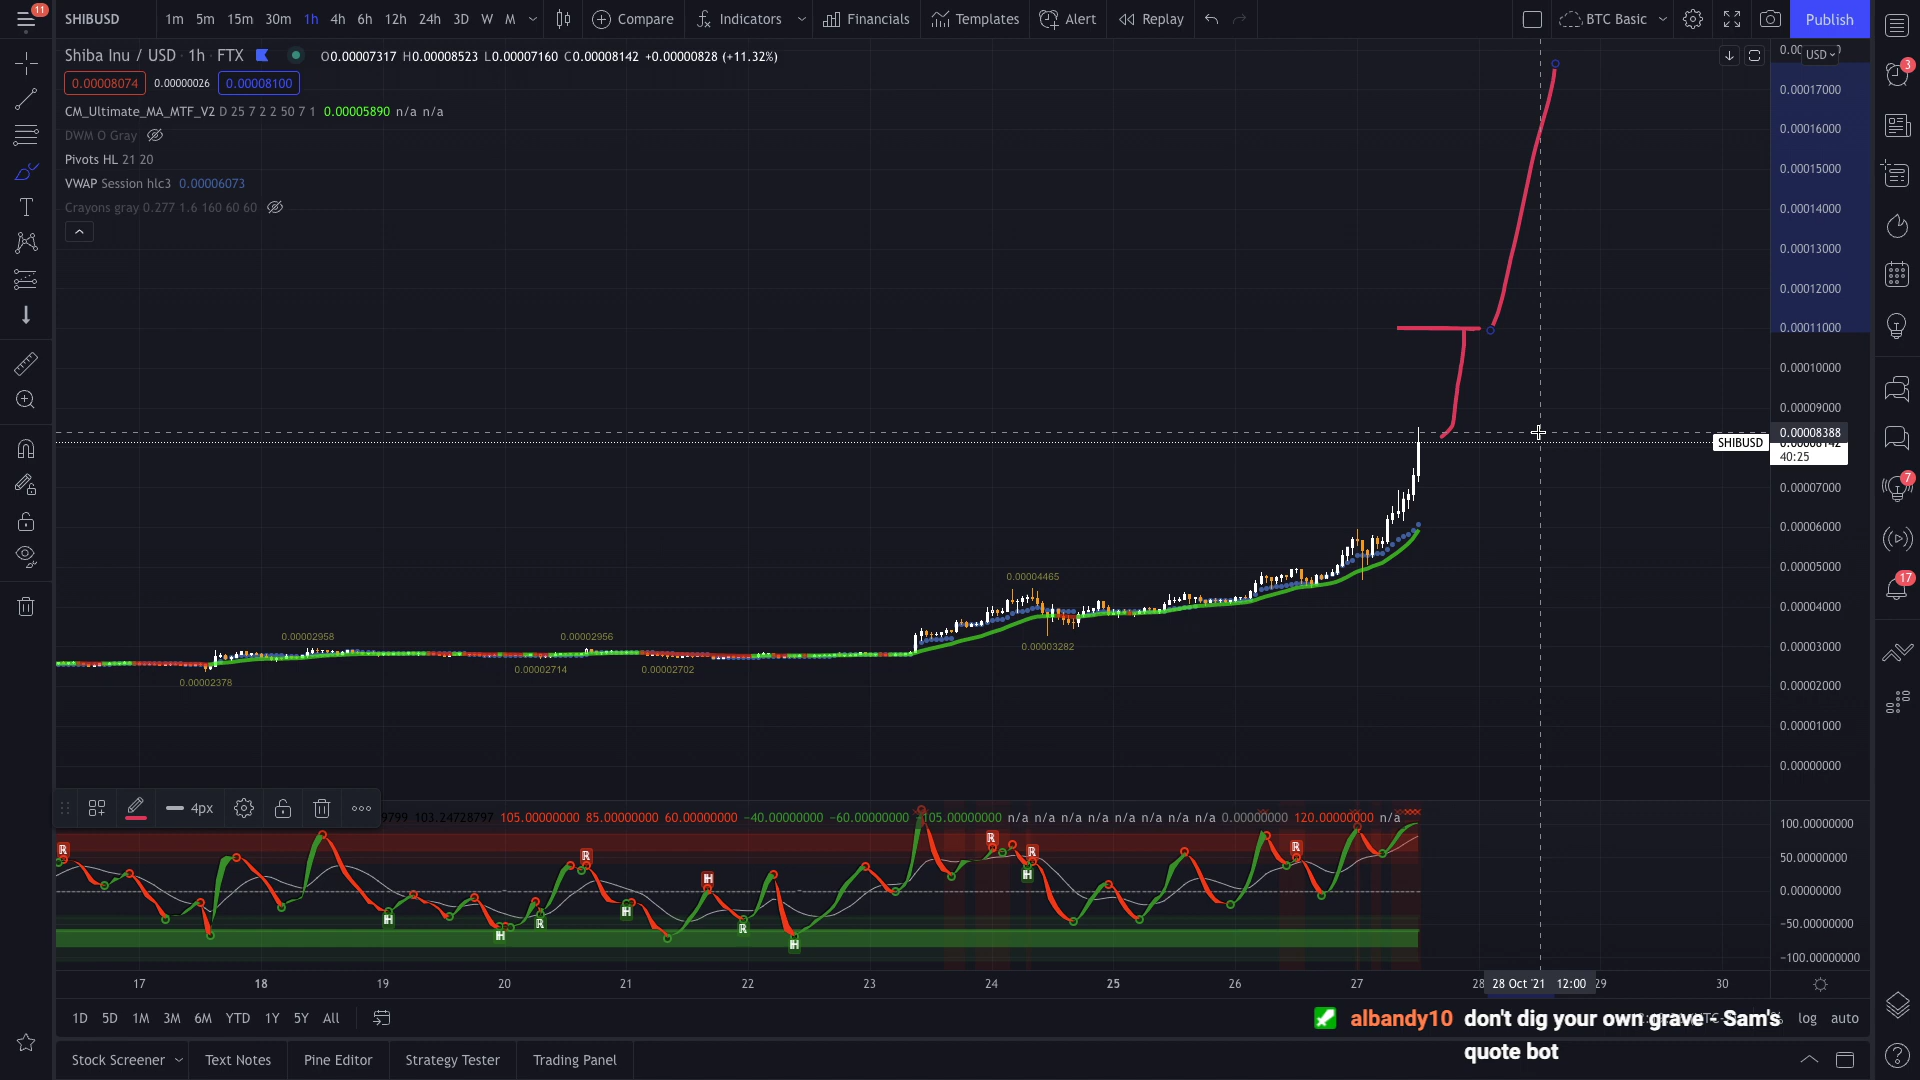 11
SHIBUSD
1m 5m 15m 30m 1h 4h 6h 12h 24h 3D W M Compare Indicators Financials Templates Alert Replay BTC Basic Publish
Shiba Inu / USD · 1h · FTX O0.00007317 H0.00008523 L0.00007160 C0.00008142 +0.00000828 (+11.32%)
0.00008074 0.00000026 0.00008100
CM_Ultimate_MA_MTF_V2 D 25 7 2 2 50 7 1 0.00005890 n/a n/a
DWM O Gray
Pivots HL 21 20
VWAP Session hlc3 0.00006073
Crayons gray 0.277 1.6 160 60 60
USD
3
0.00017000
0.00016000
0.00015000
0.00014000
0.00013000
0.00012000
0.00011000
0.00010000
0.00009000
0.00008388
SHIBUSD
40:25
0.00007000
0.00006000
0.00005000
0.00004000
0.00003000
0.00002000
0.00001000
0.00000000
7
17
0.00004465
0.00003282
0.00002958
0.00002956
0.00002714
0.00002702
0.00002378
4px
9799 103.24728797 105.00000000 85.00000000 60.00000000 −40.00000000 −60.00000000 105.00000000 n/a n/a n/a n/a n/a n/a n/a n/a 0.00000000 120.00000000 n/a
100.00000000
50.00000000
0.00000000
−50.00000000
−100.00000000
R R H R R R
H H R H R H H
17 18 19 20 21 22 23 24 25 26 27 28 28 Oct '21 12:00 29 30
1D 5D 1M 3M 6M YTD 1Y 5Y All
log auto
albandy10 don't dig your own grave - Sam's
quote bot
Stock Screener Text Notes Pine Editor Strategy Tester Trading Panel